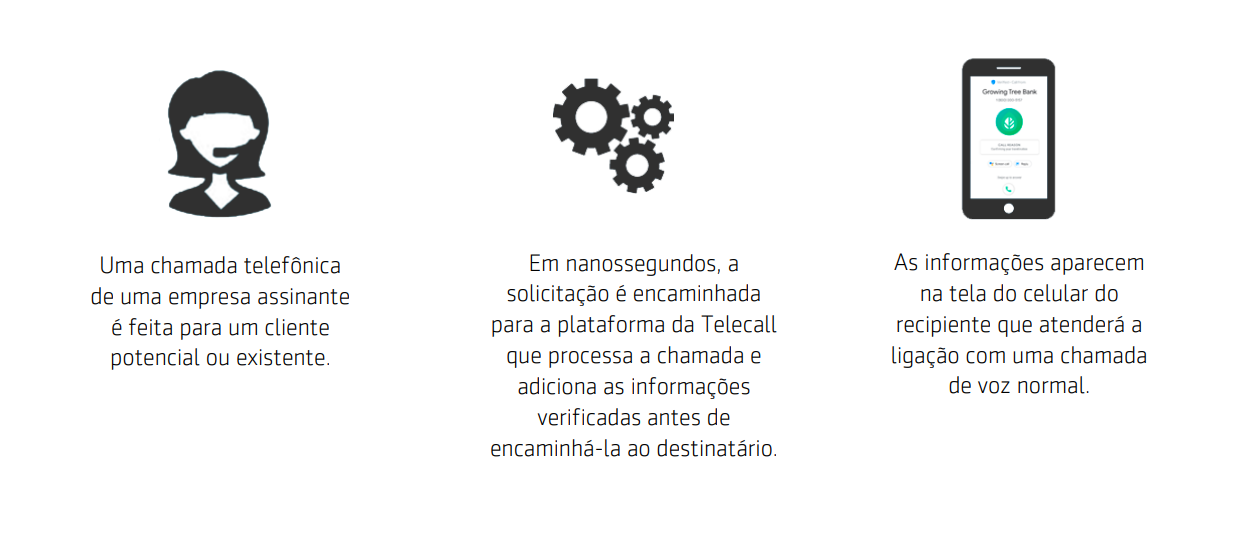 Uma chamada telefônica
de uma empresa assinante
é feita para um cliente
potencial ou existente.
Em nanossegundos, a
solicitação é encaminhada
para a plataforma da Telecall
que processa a chamada e
adiciona as informações
verificadas antes de
encaminhá-la ao destinatário.
Growing Tree Bank
CALL REASON
As informações aparecem
na tela do celular do
recipiente que atenderá a
ligação com uma chamada
de voz normal.